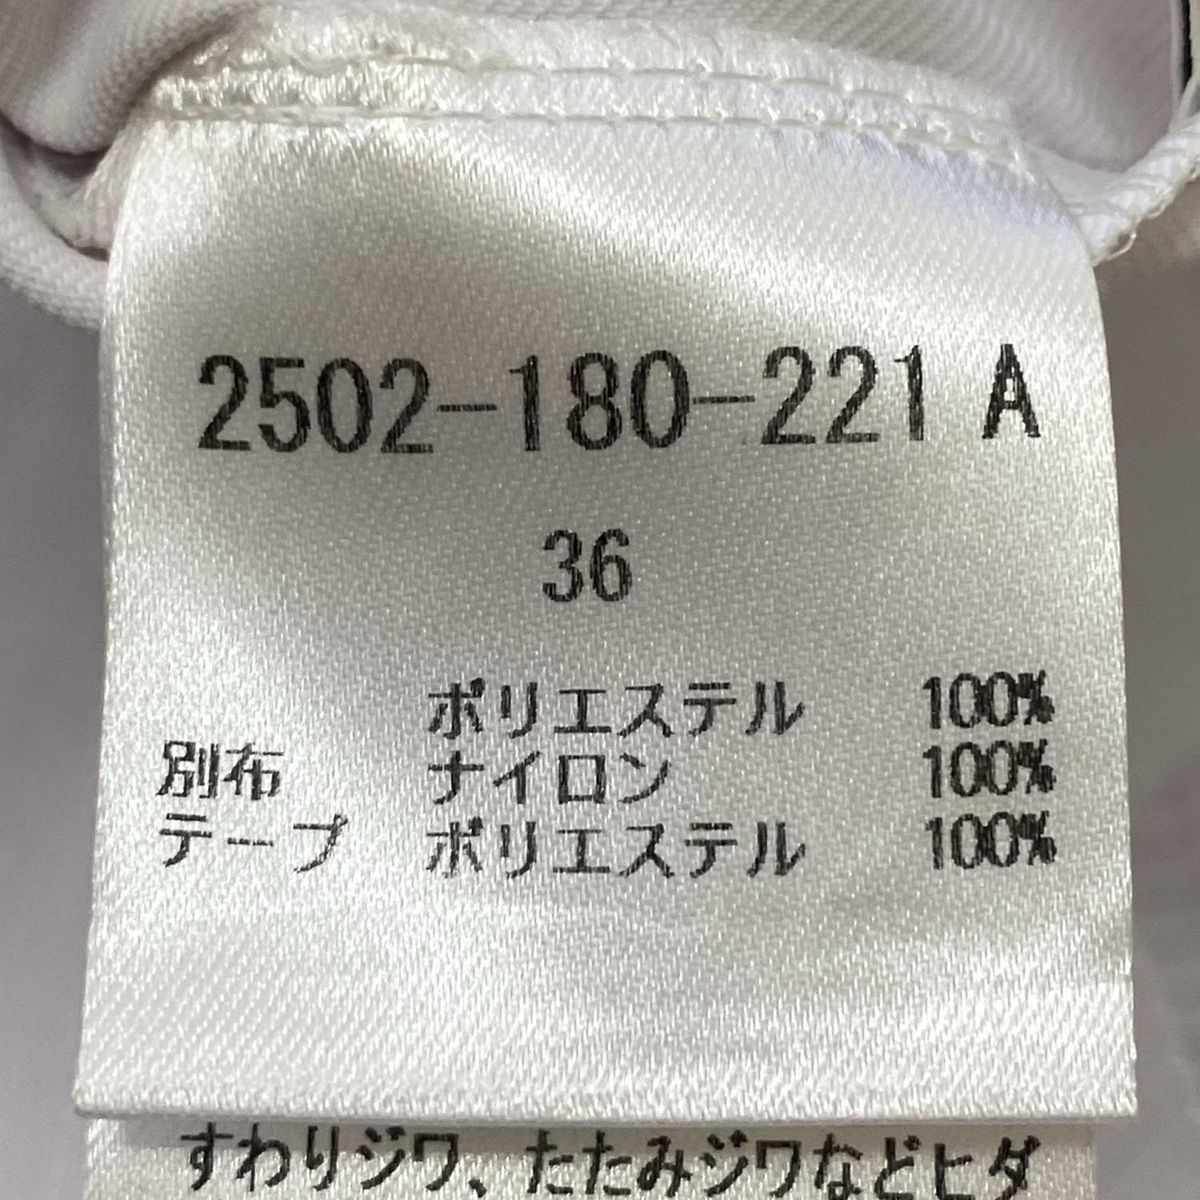 2502-180-221 A
36
ポリエステル 100%
別布 ナイロン 100%
テープ ポリエステル 100%
すわりジワ、たたみジワなどヒダ